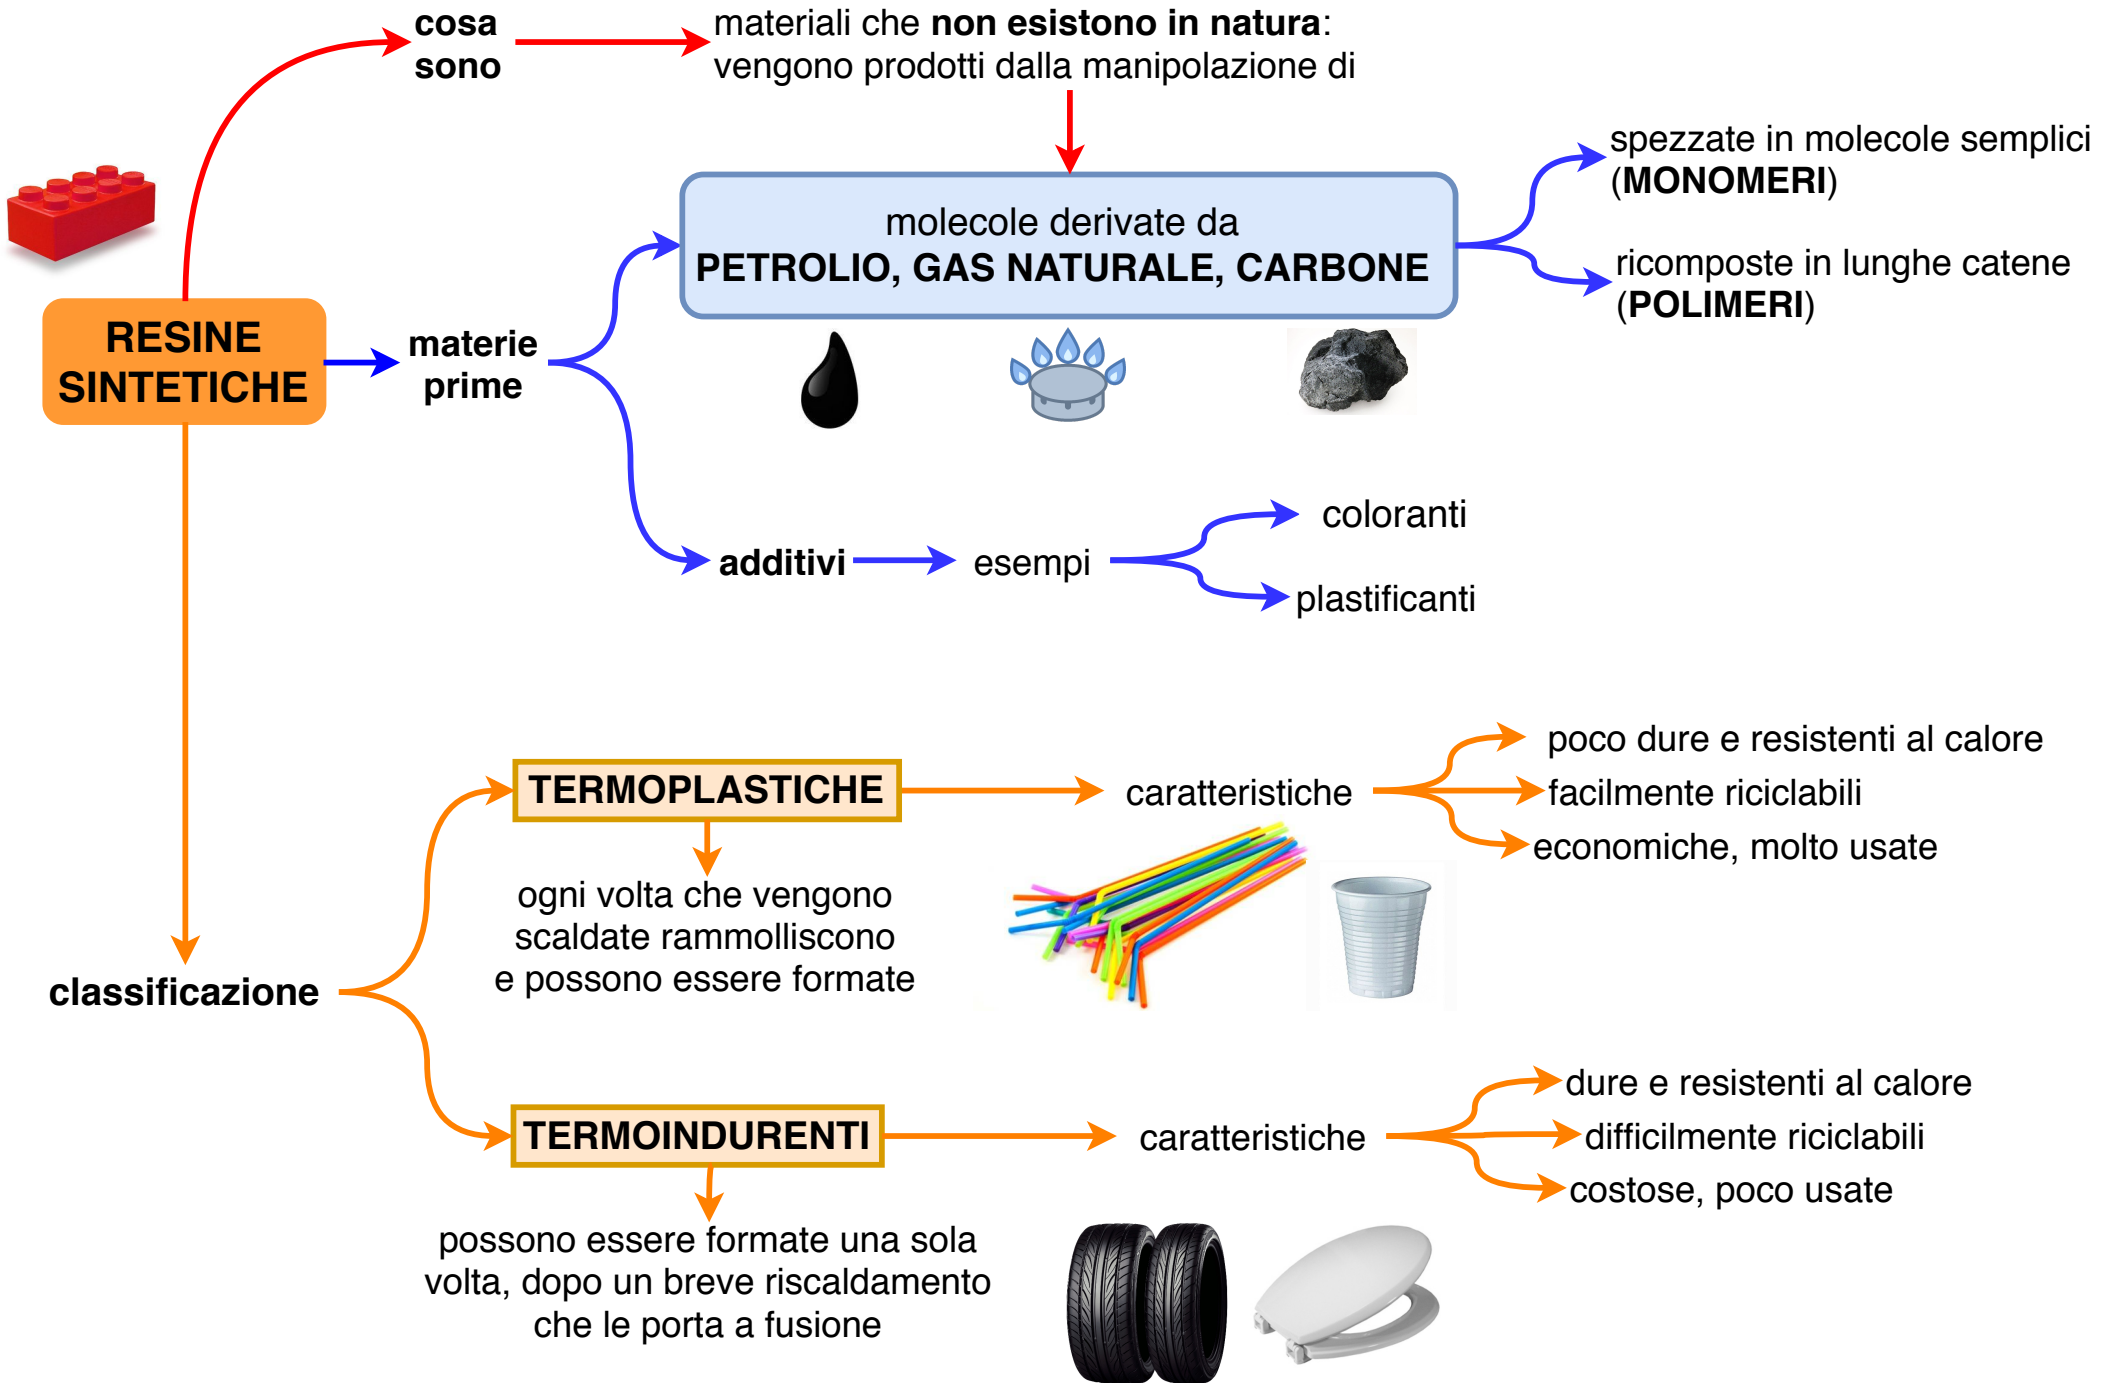 cosa
sono
materiali che non esistono in natura:
vengono prodotti dalla manipolazione di
molecole derivate da
PETROLIO, GAS NATURALE, CARBONE
spezzate in molecole semplici
(MONOMERI)
ricomposte in lunghe catene
(POLIMERI)
RESINE
SINTETICHE
materie
prime
additivi
esempi
coloranti
plastificanti
classificazione
TERMOPLASTICHE
ogni volta che vengono
scaldate rammolliscono
e possono essere formate
caratteristiche
poco dure e resistenti al calore
facilmente riciclabili
economiche, molto usate
TERMOINDURENTI
possono essere formate una sola
volta, dopo un breve riscaldamento
che le porta a fusione
caratteristiche
dure e resistenti al calore
difficilmente riciclabili
costose, poco usate